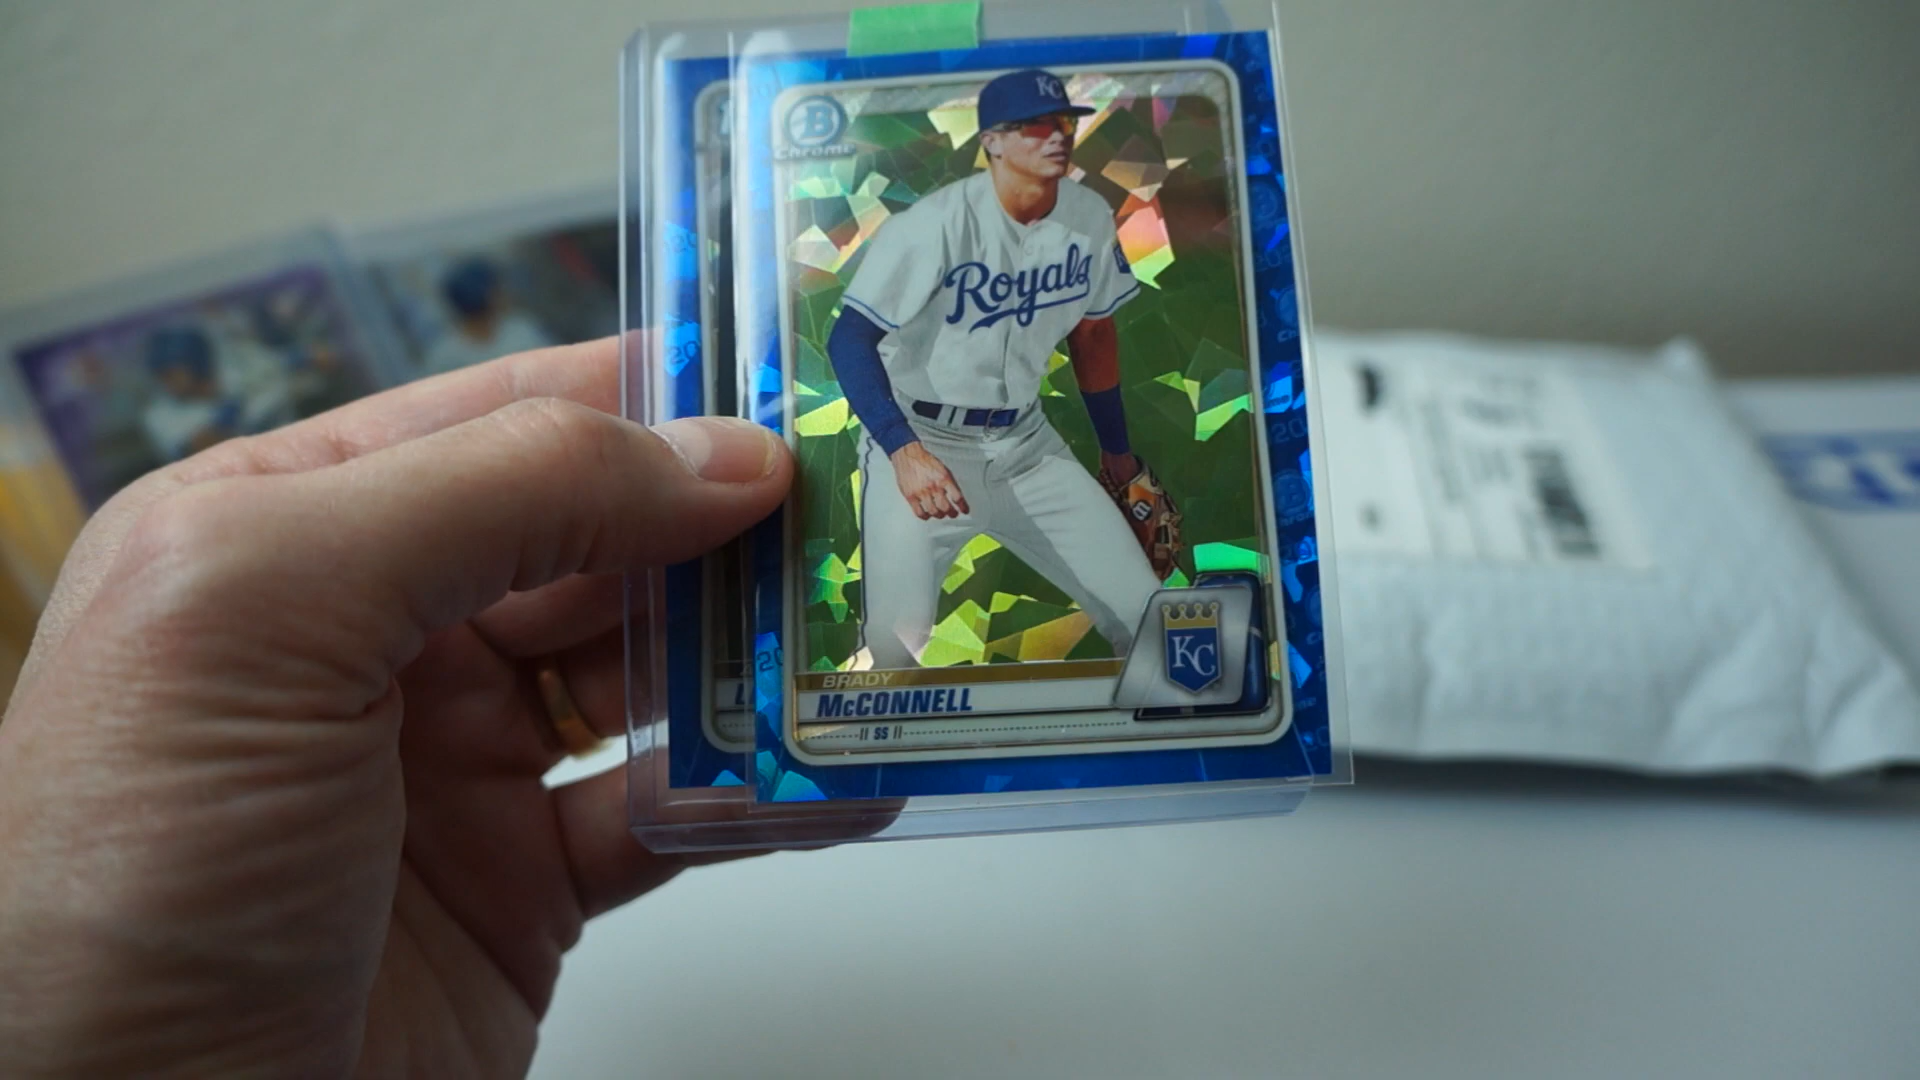 KC
B
Chrome
Royals
KC
BRADY
McCONNELL
SS